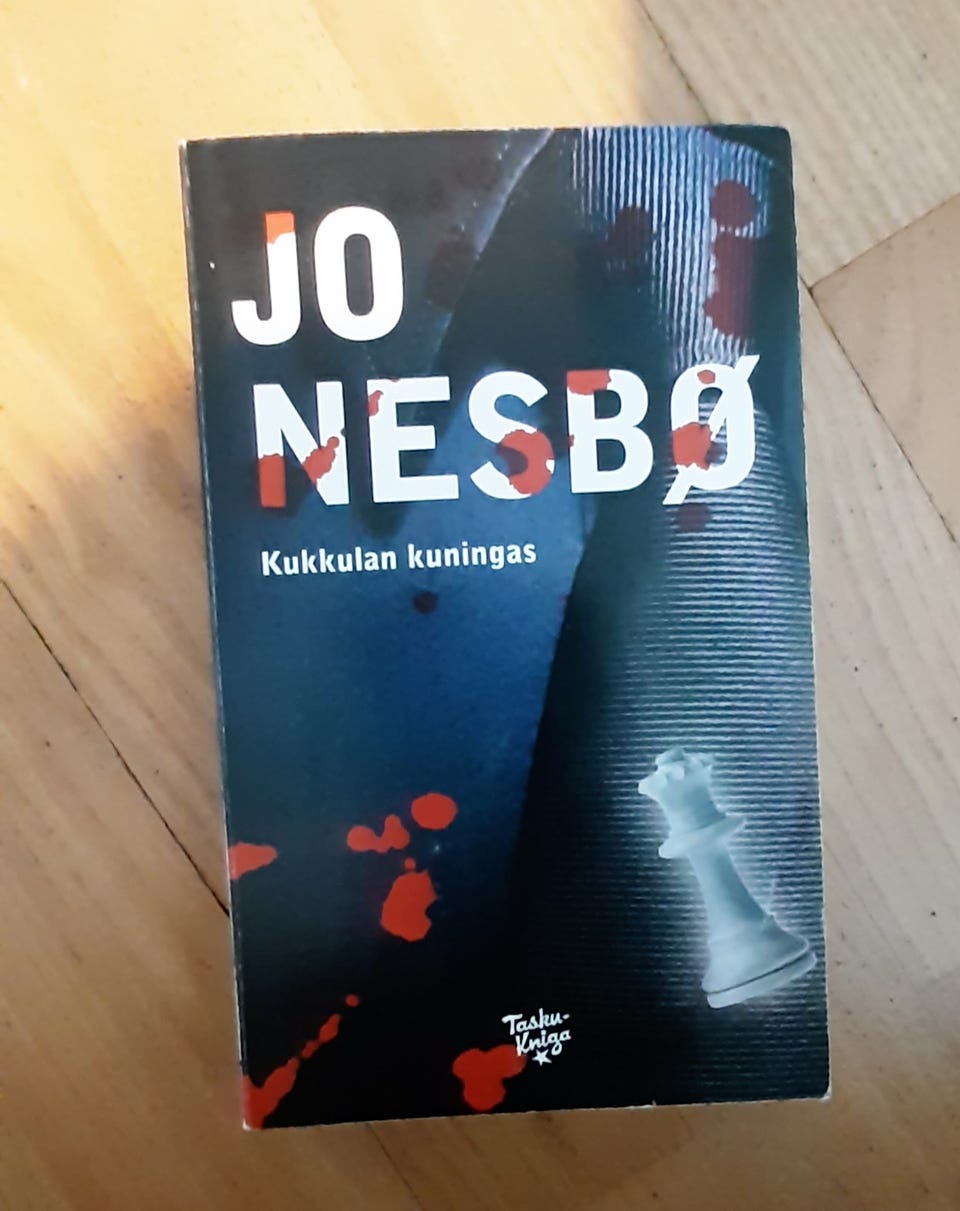 JO
NESBØ
Kukkulan kuningas
Tasku-
Kniga